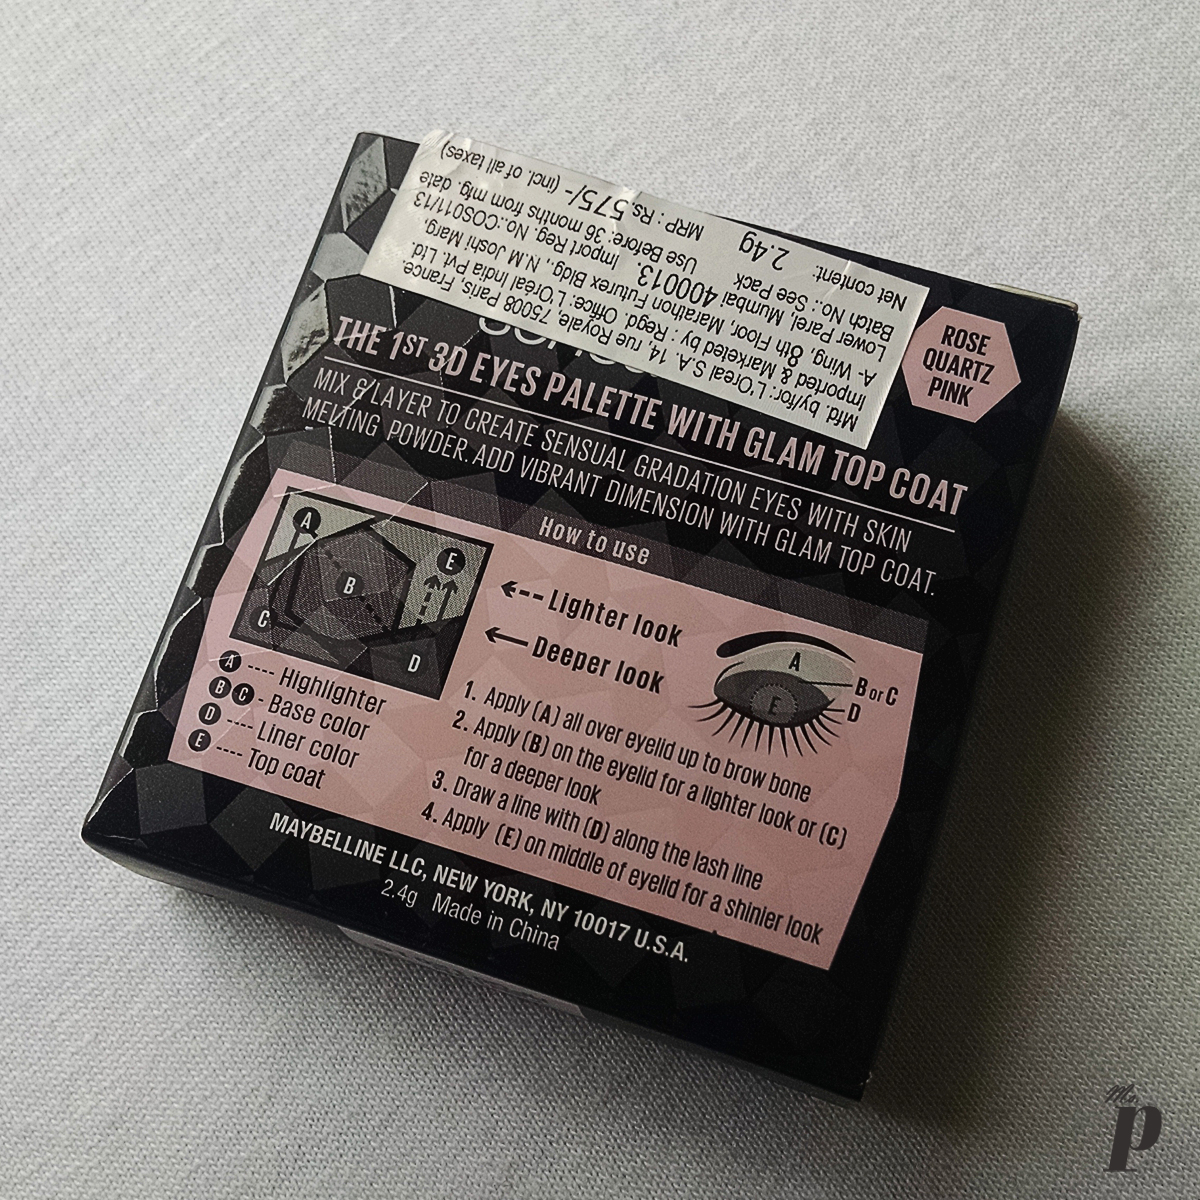 Mfd. by/for: L'Oreal S.A. 14, rue Royale, 75008 Paris, France.
Imported & Marketed by : Regd. Office: L'Oreal India Pvt. Ltd.
A- Wing, 8th Floor, Marathon Futurex Bldg., N.M Joshi Marg,
Lower Parel, Mumbai 400013. Import Reg. No.:COS011/13
Batch No.: See Pack Use Before: 36 months from mfg. date
Net content: 2.4g MRP : Rs.575/- (incl. of all taxes)
ROSE
QUARTZ
PINK
THE 1ST 3D EYES PALETTE WITH GLAM TOP COAT
MIX & LAYER TO CREATE SENSUAL GRADATION EYES WITH SKIN
MELTING POWDER. ADD VIBRANT DIMENSION WITH GLAM TOP COAT.
How to use
A
B
C
D
E
Lighter look
Deeper look
A
B or C
D
E
A ---- Highlighter
B C - Base color
D ---- Liner color
E ---- Top coat
1. Apply (A) all over eyelid up to brow bone
2. Apply (B) on the eyelid for a lighter look or (C)
for a deeper look
3. Draw a line with (D) along the lash line
4. Apply (E) on middle of eyelid for a shinier look
MAYBELLINE LLC, NEW YORK, NY 10017 U.S.A.
2.4g Made in China
P